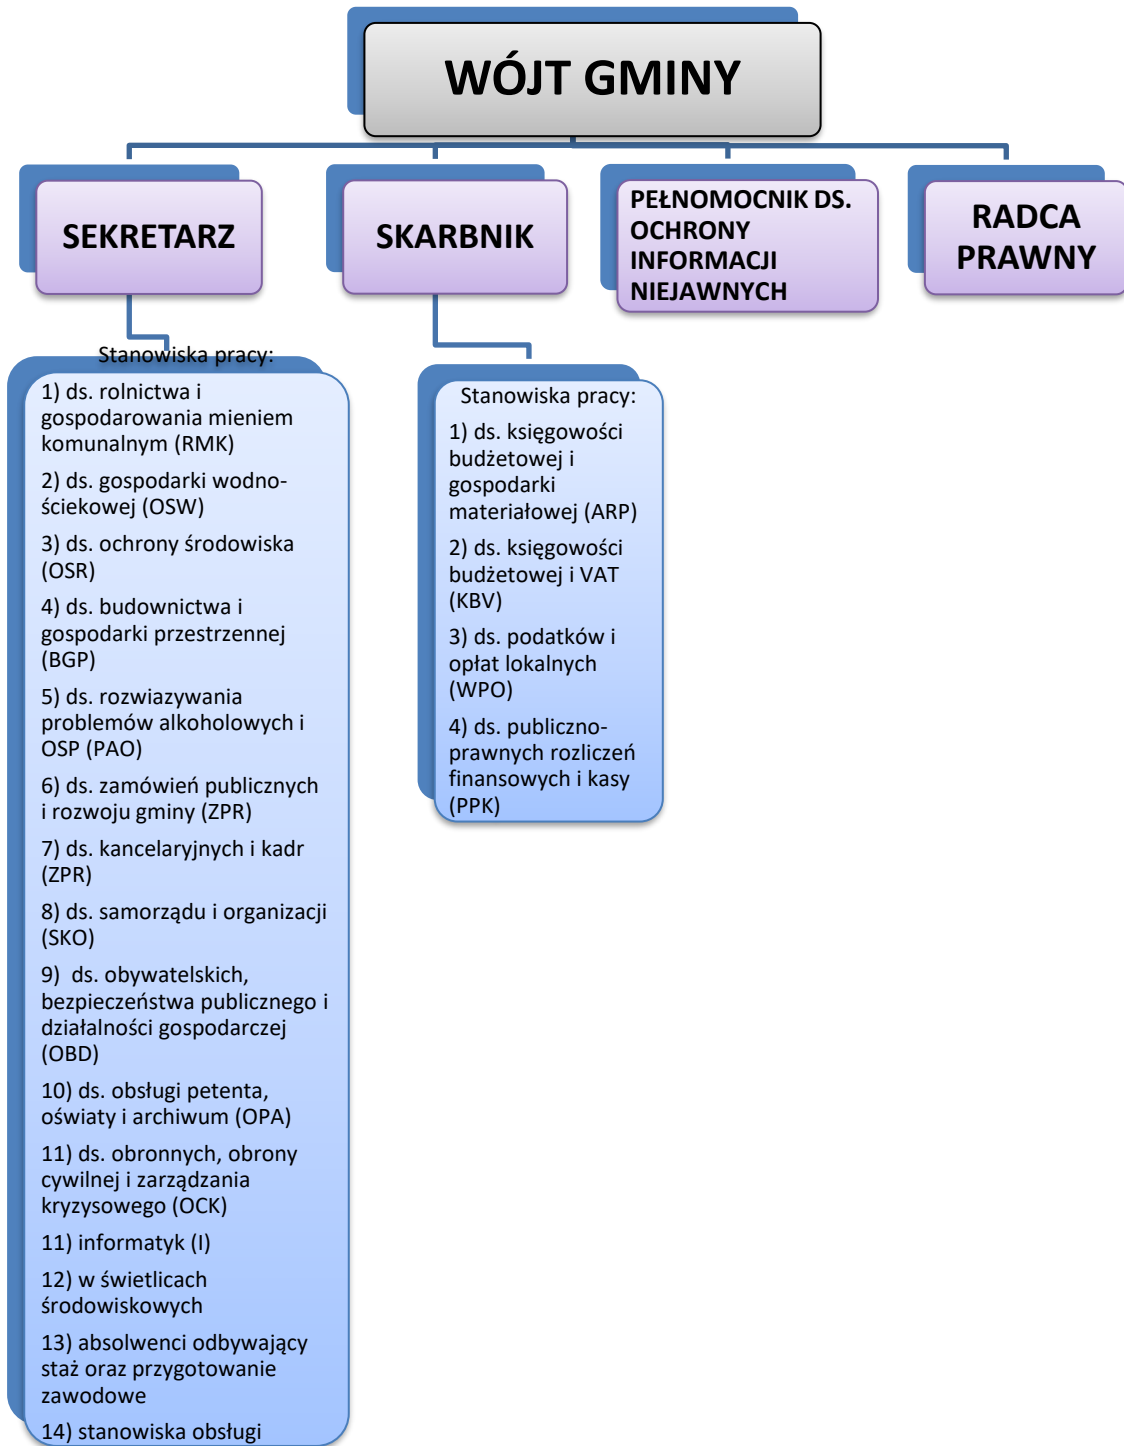 WÓJT GMINY
SEKRETARZ
SKARBNIK
PEŁNOMOCNIK DS.
OCHRONY
INFORMACJI
NIEJAWNYCH
RADCA
PRAWNY
Stanowiska pracy:
1) ds. rolnictwa i
gospodarowania mieniem
komunalnym (RMK)
2) ds. gospodarki wodno-
ściekowej (OSW)
3) ds. ochrony środowiska
(OSR)
4) ds. budownictwa i
gospodarki przestrzennej
(BGP)
5) ds. rozwiazywania
problemów alkoholowych i
OSP (PAO)
6) ds. zamówień publicznych
i rozwoju gminy (ZPR)
7) ds. kancelaryjnych i kadr
(ZPR)
8) ds. samorządu i organizacji
(SKO)
9) ds. obywatelskich,
bezpieczeństwa publicznego i
działalności gospodarczej
(OBD)
10) ds. obsługi petenta,
oświaty i archiwum (OPA)
11) ds. obronnych, obrony
cywilnej i zarządzania
kryzysowego (OCK)
11) informatyk (I)
12) w świetlicach
środowiskowych
13) absolwenci odbywający
staż oraz przygotowanie
zawodowe
14) stanowiska obsługi
Stanowiska pracy:
1) ds. księgowości
budżetowej i
gospodarki
materiałowej (ARP)
2) ds. księgowości
budżetowej i VAT
(KBV)
3) ds. podatków i
opłat lokalnych
(WPO)
4) ds. publiczno-
prawnych rozliczeń
finansowych i kasy
(PPK)